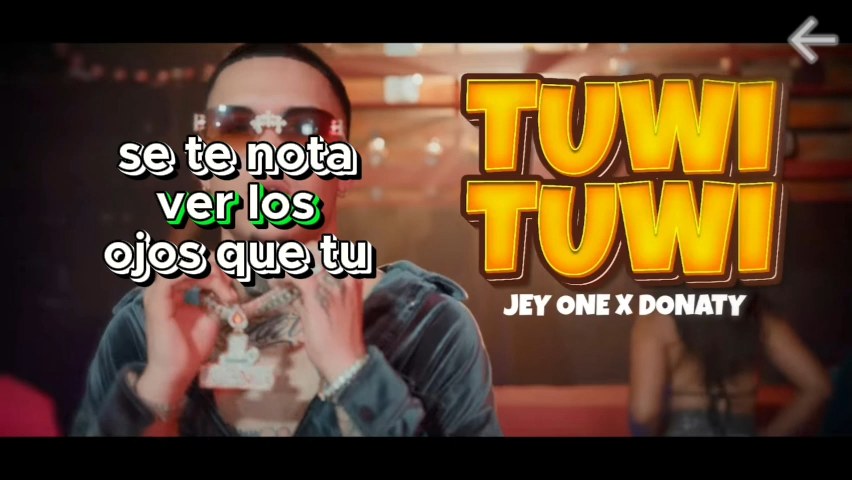 se te nota
ver los
ojos que tu
TUWI
TUWI
JEY ONE X DONATY